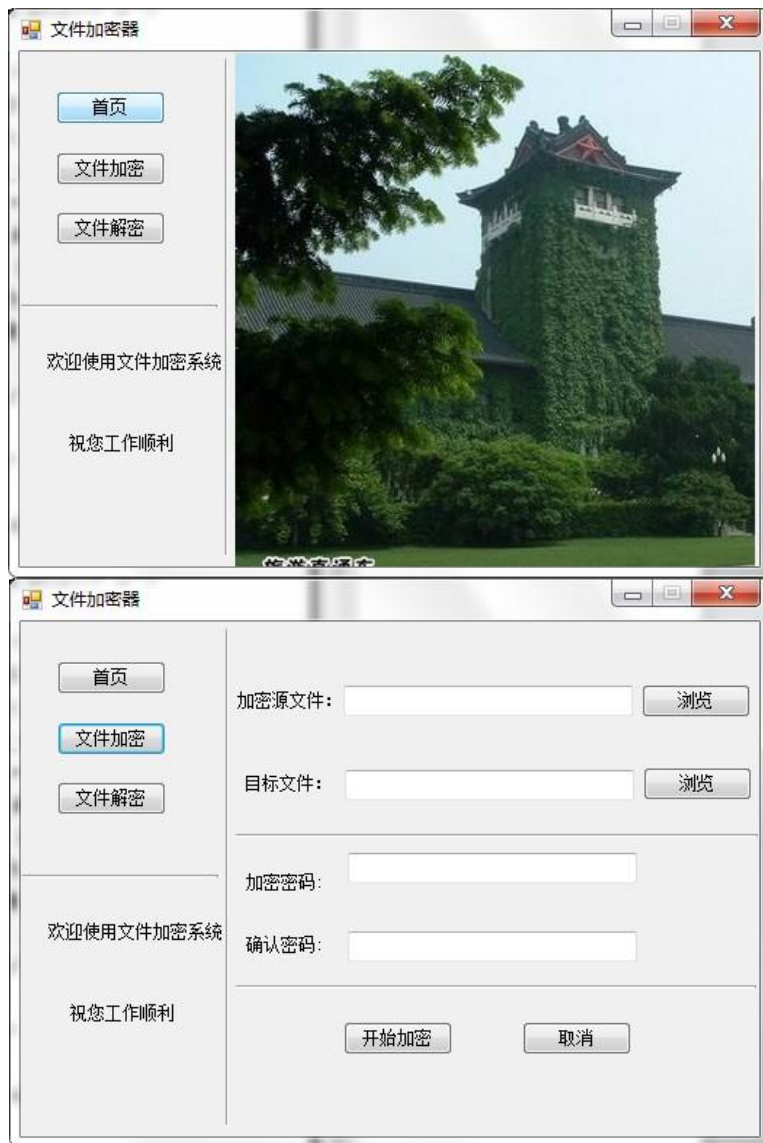 文件加密器
首页
文件加密
文件解密
欢迎使用文件加密系统
祝您工作顺利
文件加密器
首页
文件加密
文件解密
欢迎使用文件加密系统
祝您工作顺利
加密源文件：
浏览
目标文件：
浏览
加密密码:
确认密码:
开始加密
取消